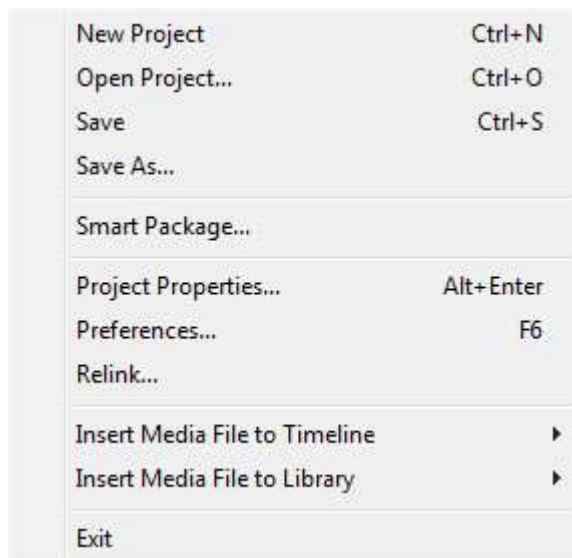 New Project Ctrl+N
Open Project... Ctrl+O
Save Ctrl+S
Save As...
Smart Package...
Project Properties... Alt+Enter
Preferences... F6
Relink...
Insert Media File to Timeline
Insert Media File to Library
Exit